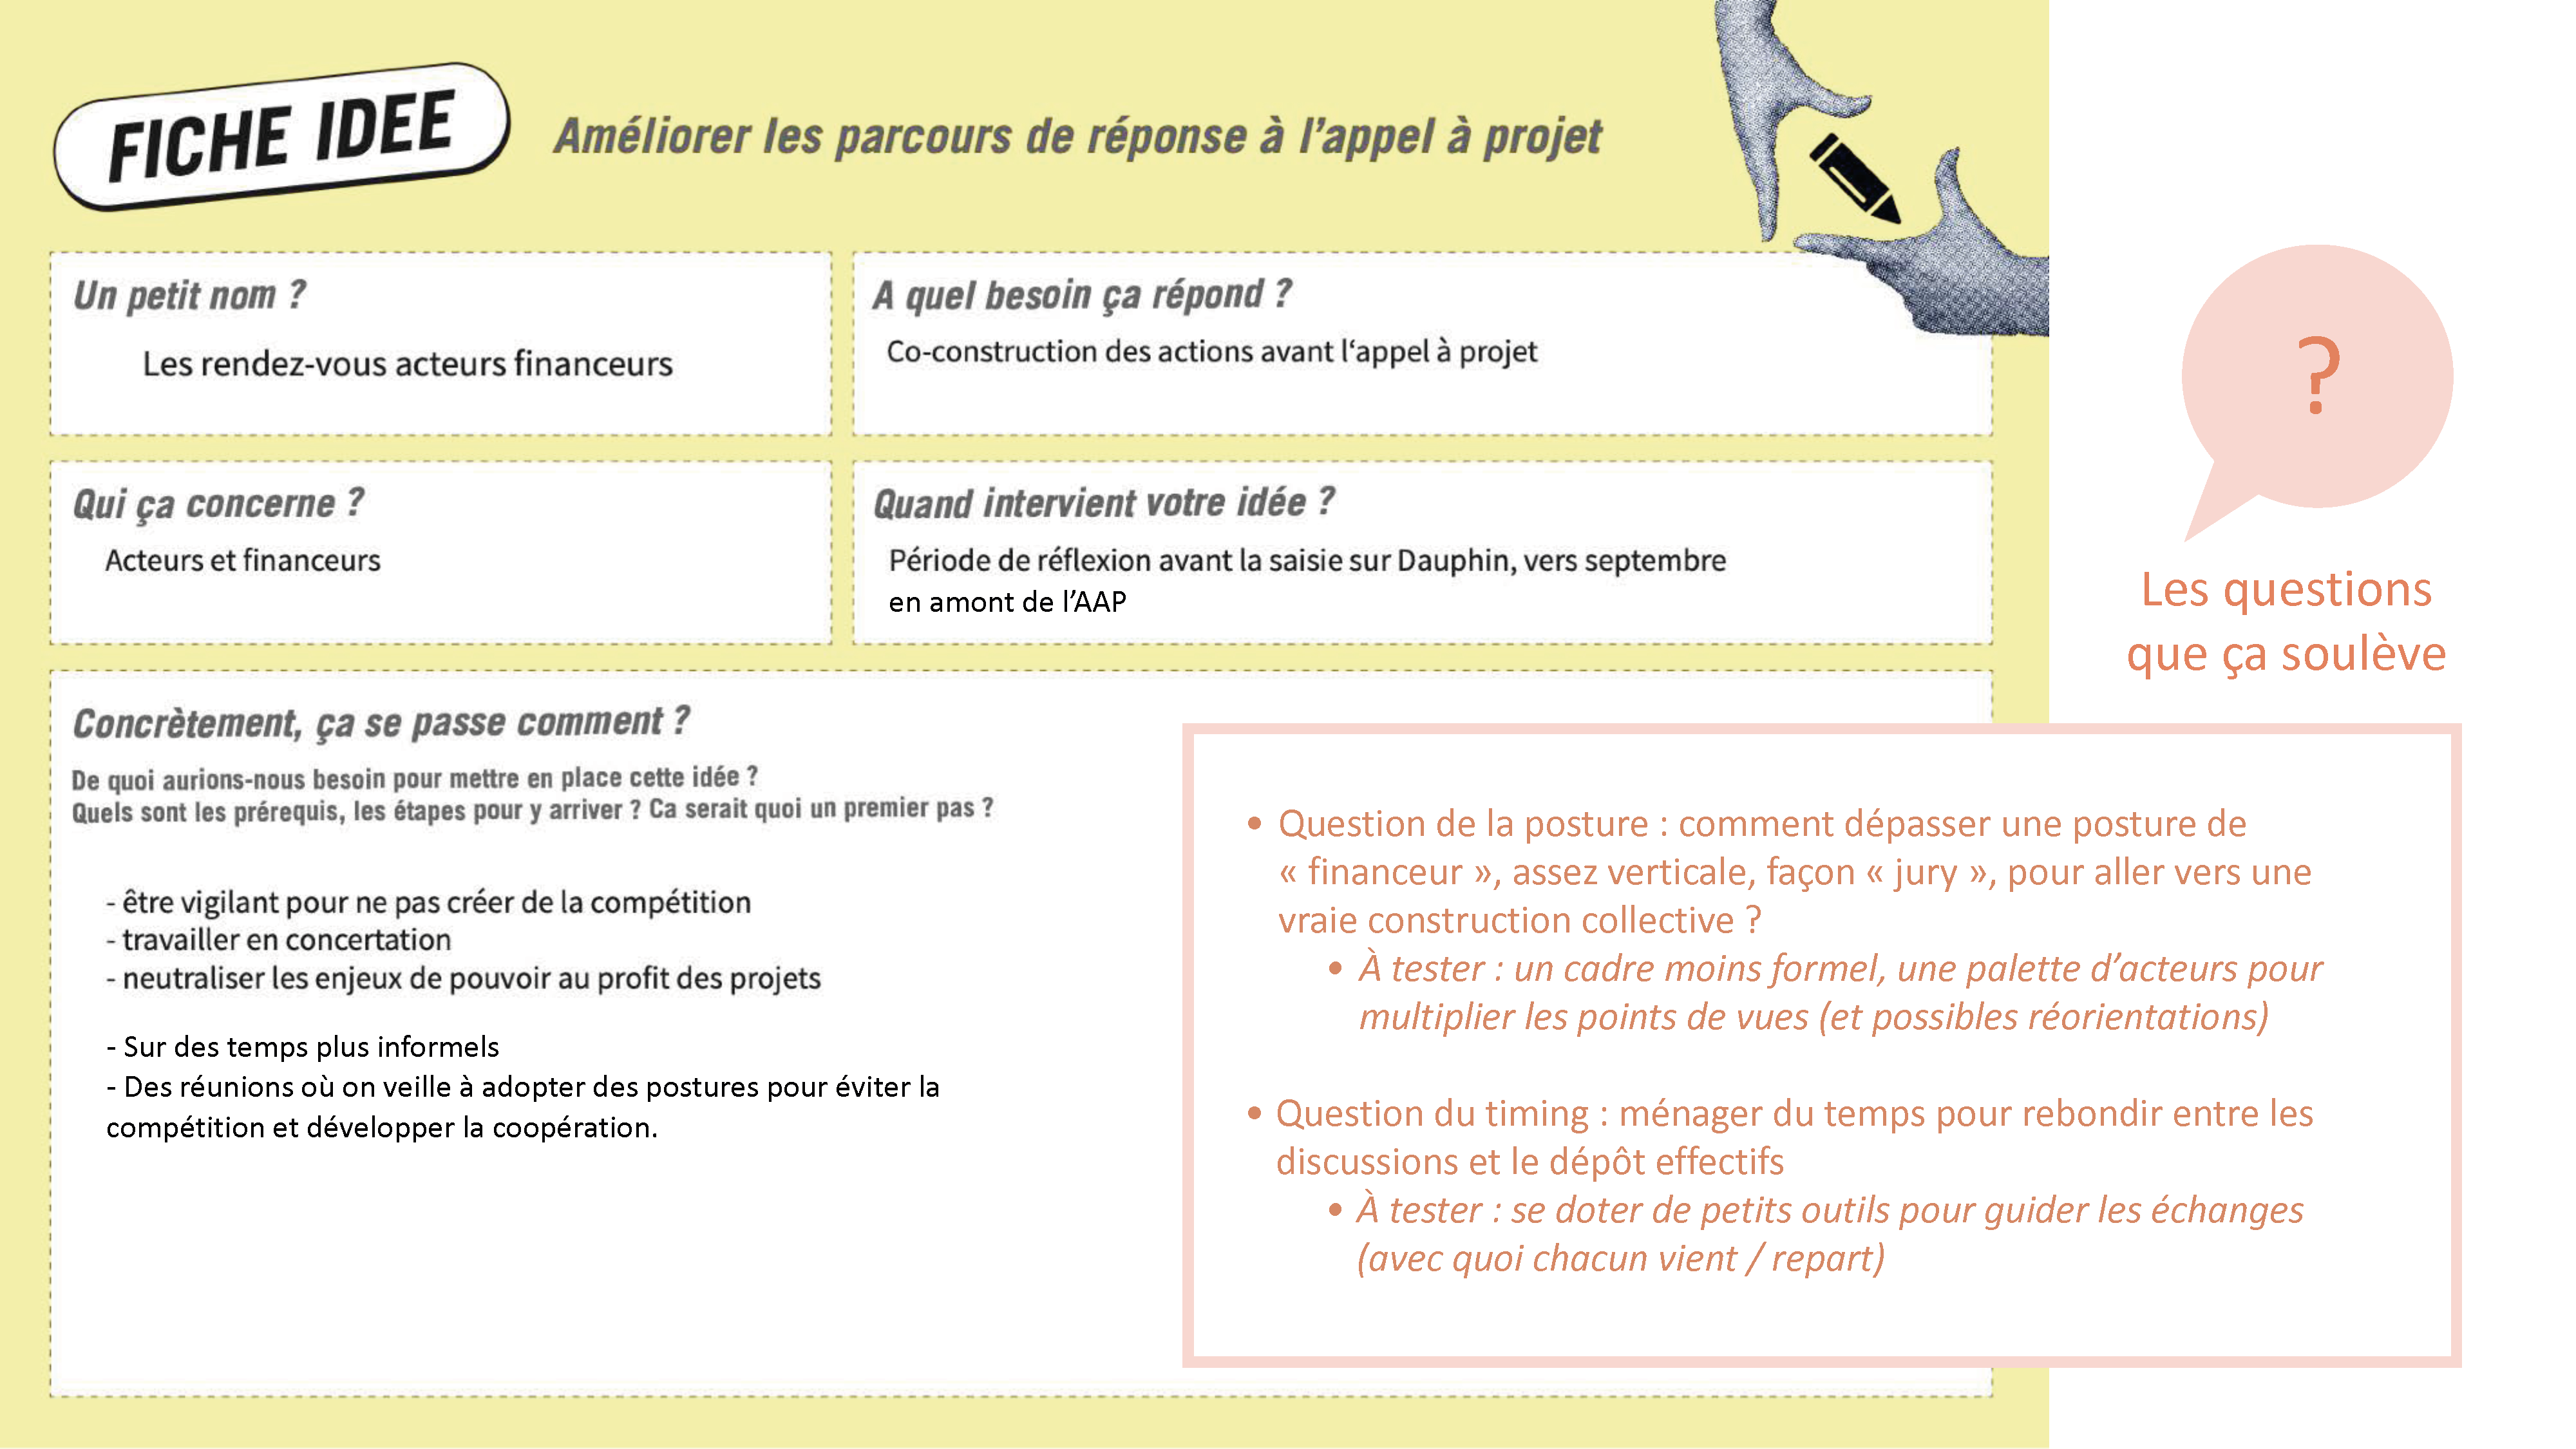 FICHE IDEE
Améliorer les parcours de réponse à l'appel à projet
Un petit nom ?
Les rendez-vous acteurs financeurs
A quel besoin ça répond ?
Co-construction des actions avant l‘appel à projet
Qui ça concerne ?
Acteurs et financeurs
Quand intervient votre idée ?
Période de réflexion avant la saisie sur Dauphin, vers septembre
en amont de l’AAP
Concrètement, ça se passe comment ?
De quoi aurions-nous besoin pour mettre en place cette idée ?
Quels sont les prérequis, les étapes pour y arriver ? Ca serait quoi un premier pas ?
- être vigilant pour ne pas créer de la compétition
- travailler en concertation
- neutraliser les enjeux de pouvoir au profit des projets
- Sur des temps plus informels
- Des réunions où on veille à adopter des postures pour éviter la
compétition et développer la coopération.
?
Les questions
que ça soulève
• Question de la posture : comment dépasser une posture de
« financeur », assez verticale, façon « jury », pour aller vers une
vraie construction collective ?
• À tester : un cadre moins formel, une palette d’acteurs pour
multiplier les points de vues (et possibles réorientations)
• Question du timing : ménager du temps pour rebondir entre les
discussions et le dépôt effectifs
• À tester : se doter de petits outils pour guider les échanges
(avec quoi chacun vient / repart)